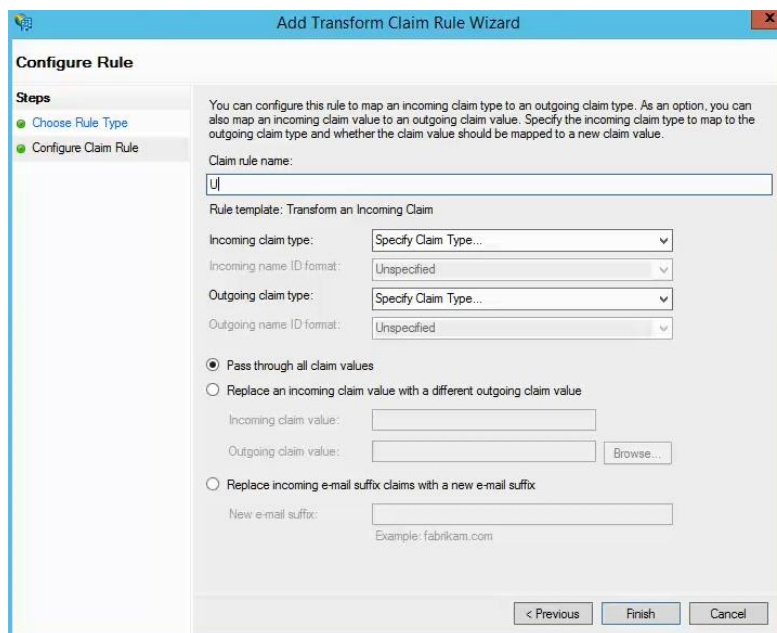 Add Transform Claim Rule Wizard
X
Configure Rule
Steps
Choose Rule Type
Configure Claim Rule
You can configure this rule to map an incoming claim type to an outgoing claim type. As an option, you can
also map an incoming claim value to an outgoing claim value. Specify the incoming claim type to map to the
outgoing claim type and whether the claim value should be mapped to a new claim value.
Claim rule name:
U
Rule template: Transform an Incoming Claim
Incoming claim type: Specify Claim Type...
Incoming name ID format: Unspecified
Outgoing claim type: Specify Claim Type...
Outgoing name ID format: Unspecified
Pass through all claim values
Replace an incoming claim value with a different outgoing claim value
Incoming claim value:
Outgoing claim value: Browse...
Replace incoming e-mail suffix claims with a new e-mail suffix
New e-mail suffix:
Example: fabrikam.com
< Previous Finish Cancel